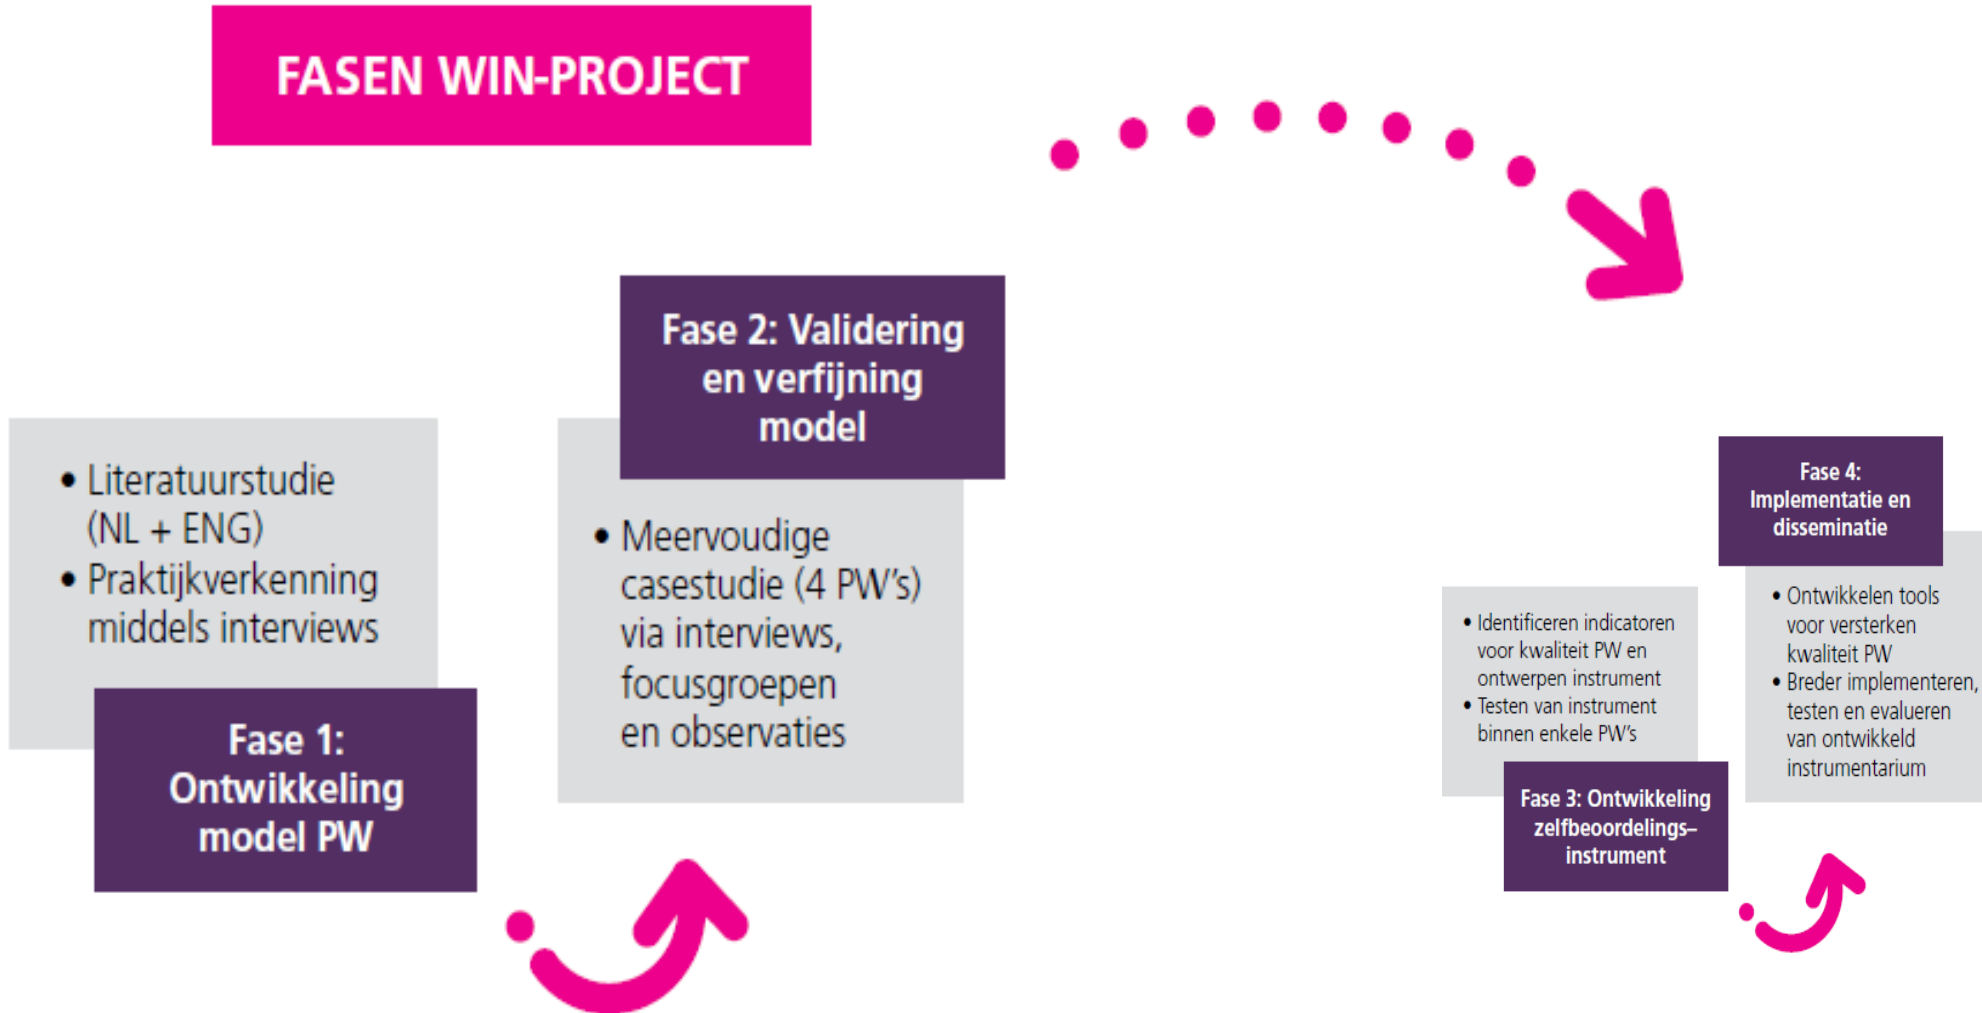 FASEN WIN-PROJECT
• Literatuurstudie
(NL + ENG)
• Praktijkverkenning
middels interviews
Fase 1:
Ontwikkeling
model PW
Fase 2: Validering
en verfijning
model
• Meervoudige
casestudie (4 PW's)
via interviews,
focusgroepen
en observaties
• Identificeren indicatoren
voor kwaliteit PW en
ontwerpen instrument
• Testen van instrument
binnen enkele PW's
Fase 3: Ontwikkeling
zelfbeoordelings–
instrument
Fase 4:
Implementatie en
disseminatie
• Ontwikkelen tools
voor versterken
kwaliteit PW
• Breder implementeren,
testen en evalueren
van ontwikkeld
instrumentarium